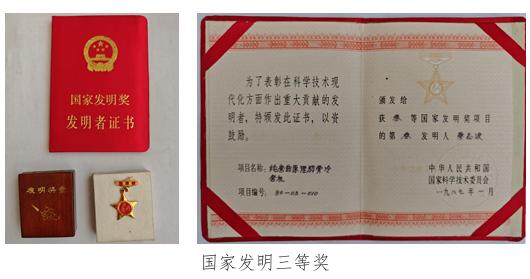 国家发明奖
发明者证书
发明奖章
为了表彰在科学技术现
代化方面作出重大贡献的发
明者，特颁发此证书，以资
鼓励。
项目名称：
项目编号：
颁发给
获 叁 等国家发明奖项目
的第 叁 发明人
中华人民共和国
国家科学技术委员会
一九八七年一月
国家发明三等奖